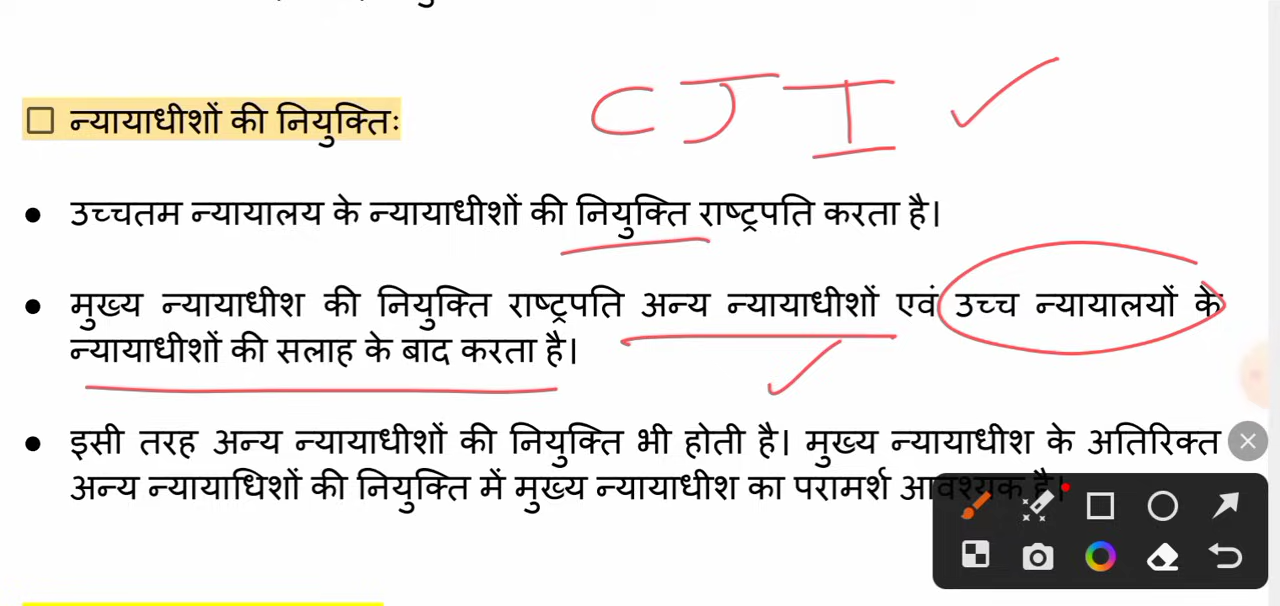 CJI
न्यायाधीशों की नियुक्तिः
उच्चतम न्यायालय के न्यायाधीशों की नियुक्ति राष्ट्रपति करता है।
मुख्य न्यायाधीश की नियुक्ति राष्ट्रपति अन्य न्यायाधीशों एवं उच्च न्यायालयों के
न्यायाधीशों की सलाह के बाद करता है।
इसी तरह अन्य न्यायाधीशों की नियुक्ति भी होती है। मुख्य न्यायाधीश के अतिरिक्त
अन्य न्यायाधिशों की नियुक्ति में मुख्य न्यायाधीश का परामर्श आवश्यक है।